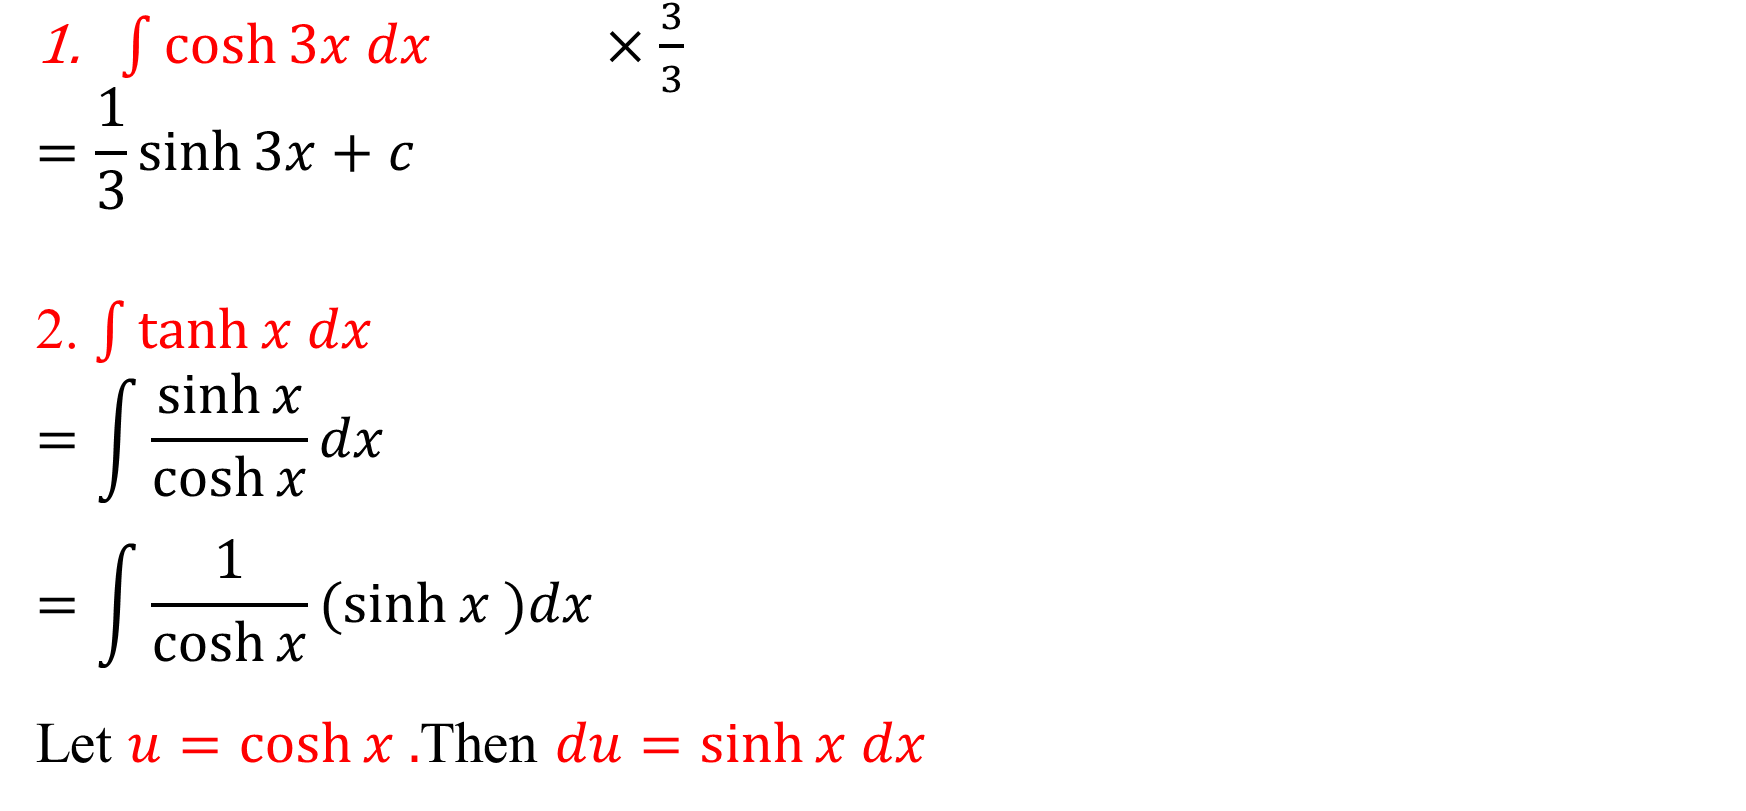 1. ∫ cosh 3x dx × 3/3
= 1/3 sinh 3x + c
2. ∫ tanh x dx
= ∫ sinh x / cosh x dx
= ∫ 1 / cosh x (sinh x )dx
Let u = cosh x .Then du = sinh x dx